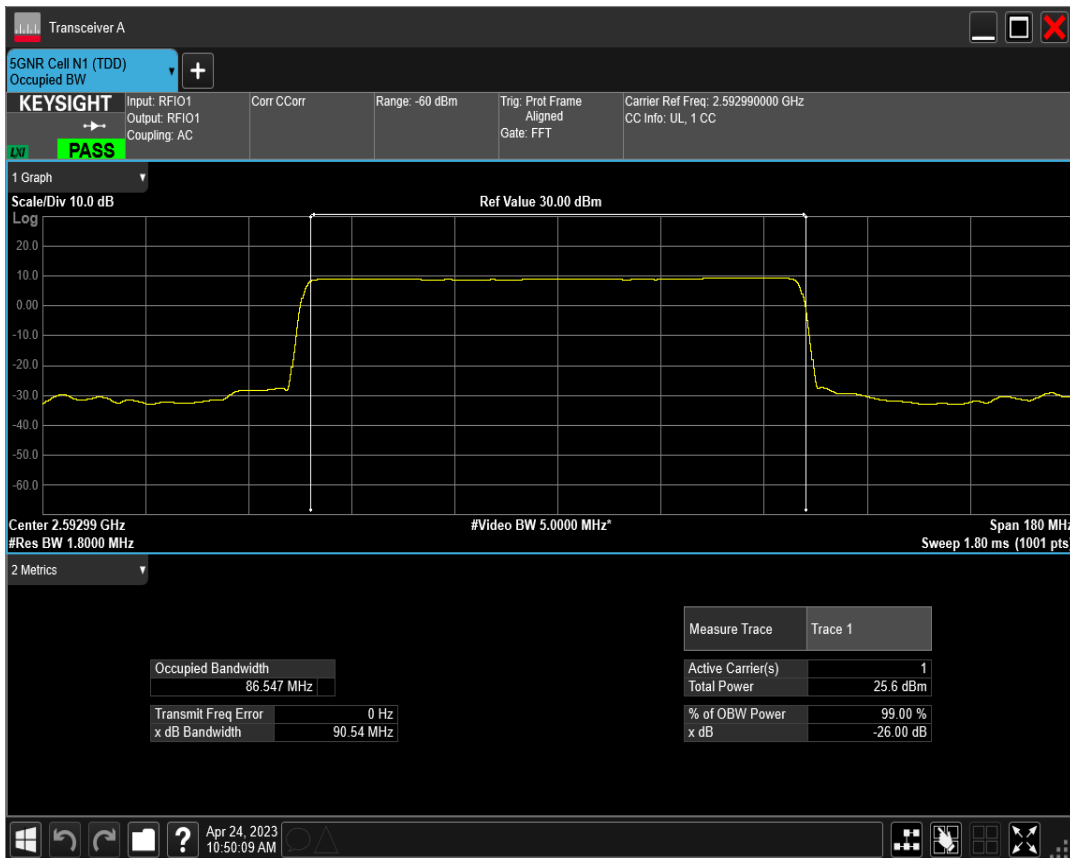 Transceiver A
5GNR Cell N1 (TDD)
Occupied BW
+
KEYSIGHT
LXI
PASS
Input: RFIO1
Output: RFIO1
Coupling: AC
Corr CCorr
Range: -60 dBm
Trig: Prot Frame
Aligned
Gate: FFT
Carrier Ref Freq: 2.592990000 GHz
CC Info: UL, 1 CC
1 Graph
Scale/Div 10.0 dB
Ref Value 30.00 dBm
Log
20.0
10.0
0.00
-10.0
-20.0
-30.0
-40.0
-50.0
-60.0
Center 2.59299 GHz
#Video BW 5.0000 MHz*
Span 180 MHz
#Res BW 1.8000 MHz
Sweep 1.80 ms (1001 pts)
2 Metrics
Measure Trace Trace 1
Occupied Bandwidth
86.547 MHz
Active Carrier(s) 1
Total Power 25.6 dBm
Transmit Freq Error 0 Hz
x dB Bandwidth 90.54 MHz
% of OBW Power 99.00 %
x dB -26.00 dB
?
Apr 24, 2023
10:50:09 AM